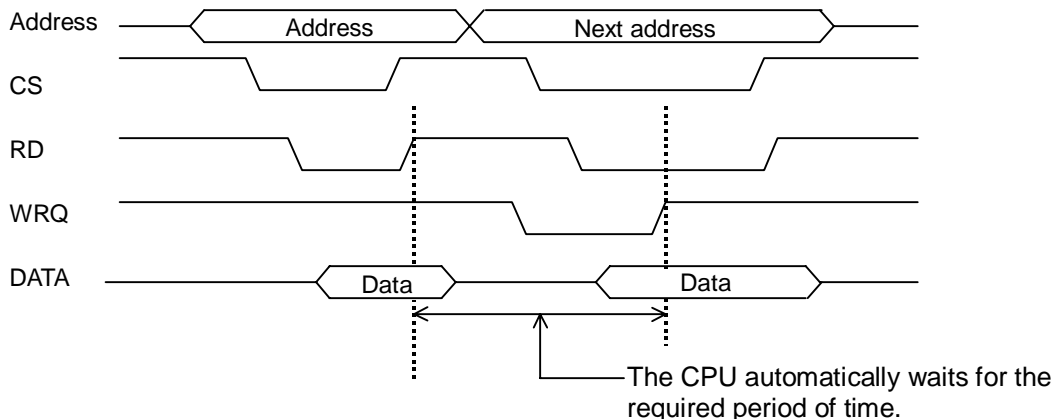 Address
Address
Next address
CS
RD
WRQ
DATA
Data
Data
The CPU automatically waits for the
required period of time.